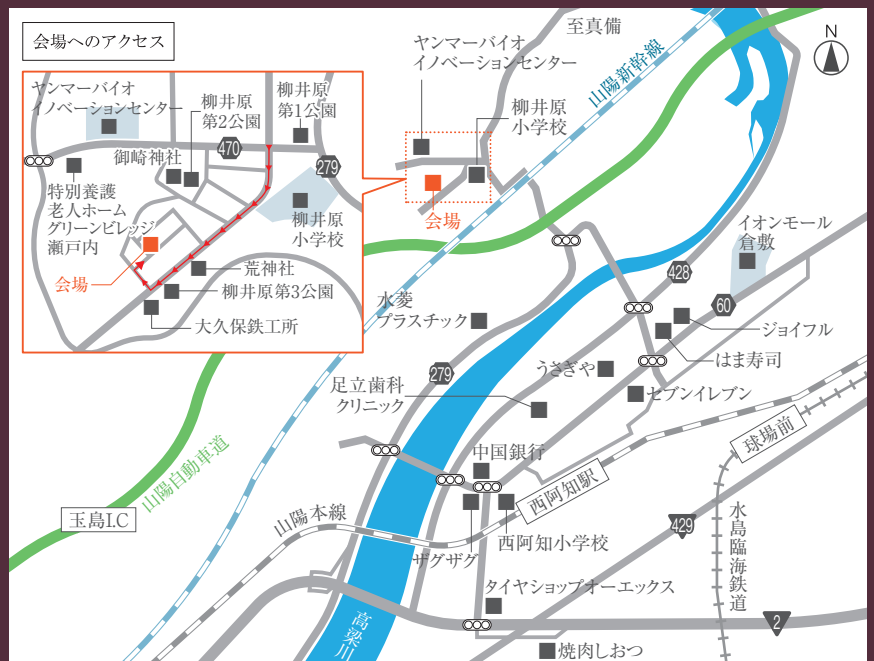 会場へのアクセス
ヤンマーバイオ
イノベーションセンター
柳井原
第2公園
柳井原
第1公園
御崎神社
470
279
特別養護
老人ホーム
グリーンビレッジ
瀬戸内
柳井原
小学校
会場
荒神社
柳井原第3公園
大久保鉄工所
ヤンマーバイオ
イノベーションセンター
至真備
山陽新幹線
N
柳井原
小学校
会場
イオンモール
倉敷
428
60
水菱
プラスチック
ジョイフル
はま寿司
うさぎや
279
足立歯科
クリニック
セブンイレブン
球場前
山陽自動車道
中国銀行
西阿知駅
玉島I.C
山陽本線
429
水島臨海鉄道
ザグザグ
西阿知小学校
タイヤショップオーエックス
高梁川
2
焼肉しおつ